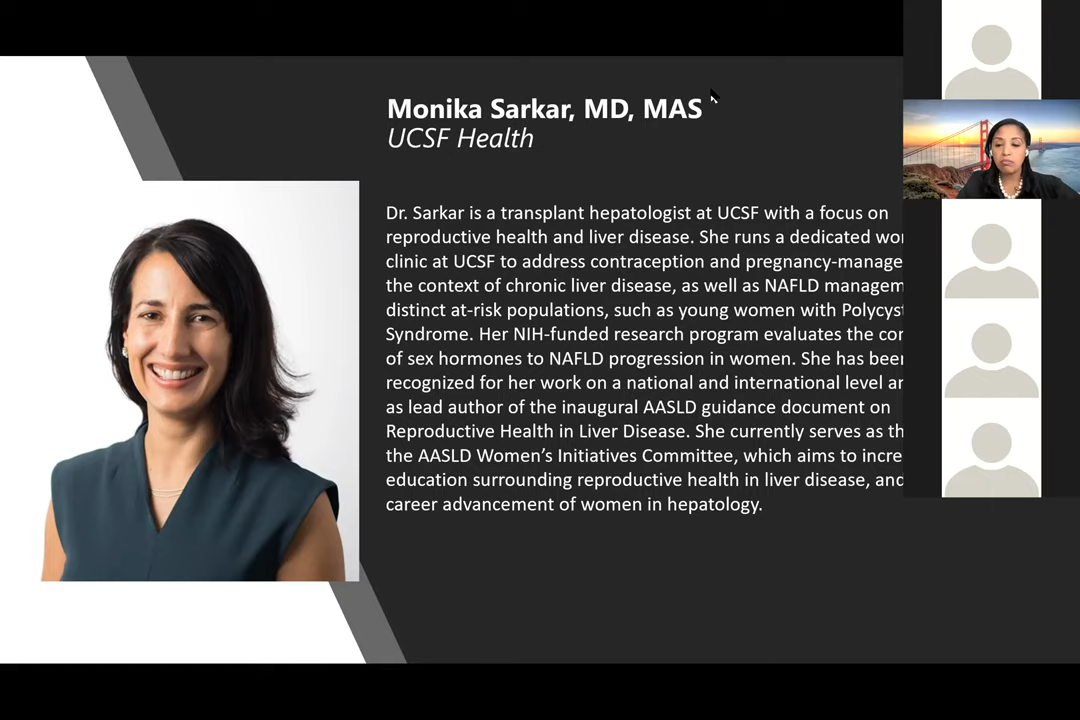 Monika Sarkar, MD, MAS
UCSF Health
Dr. Sarkar is a transplant hepatologist at UCSF with a focus on
reproductive health and liver disease. She runs a dedicated
clinic at UCSF to address contraception and
the context of chronic liver disease, as well as NAFLD
distinct at-risk populations, such as young women with
Syndrome. Her NIH-funded research program evaluates the
of sex hormones to NAFLD progression in women. She has
recognized for her work on a national and international level
as lead author of the inaugural AASLD guidance document on
Reproductive Health in Liver Disease. She currently serves as
the AASLD Women’s Initiatives Committee, which aims to
education surrounding reproductive health in liver disease, and
career advancement of women in hepatology.